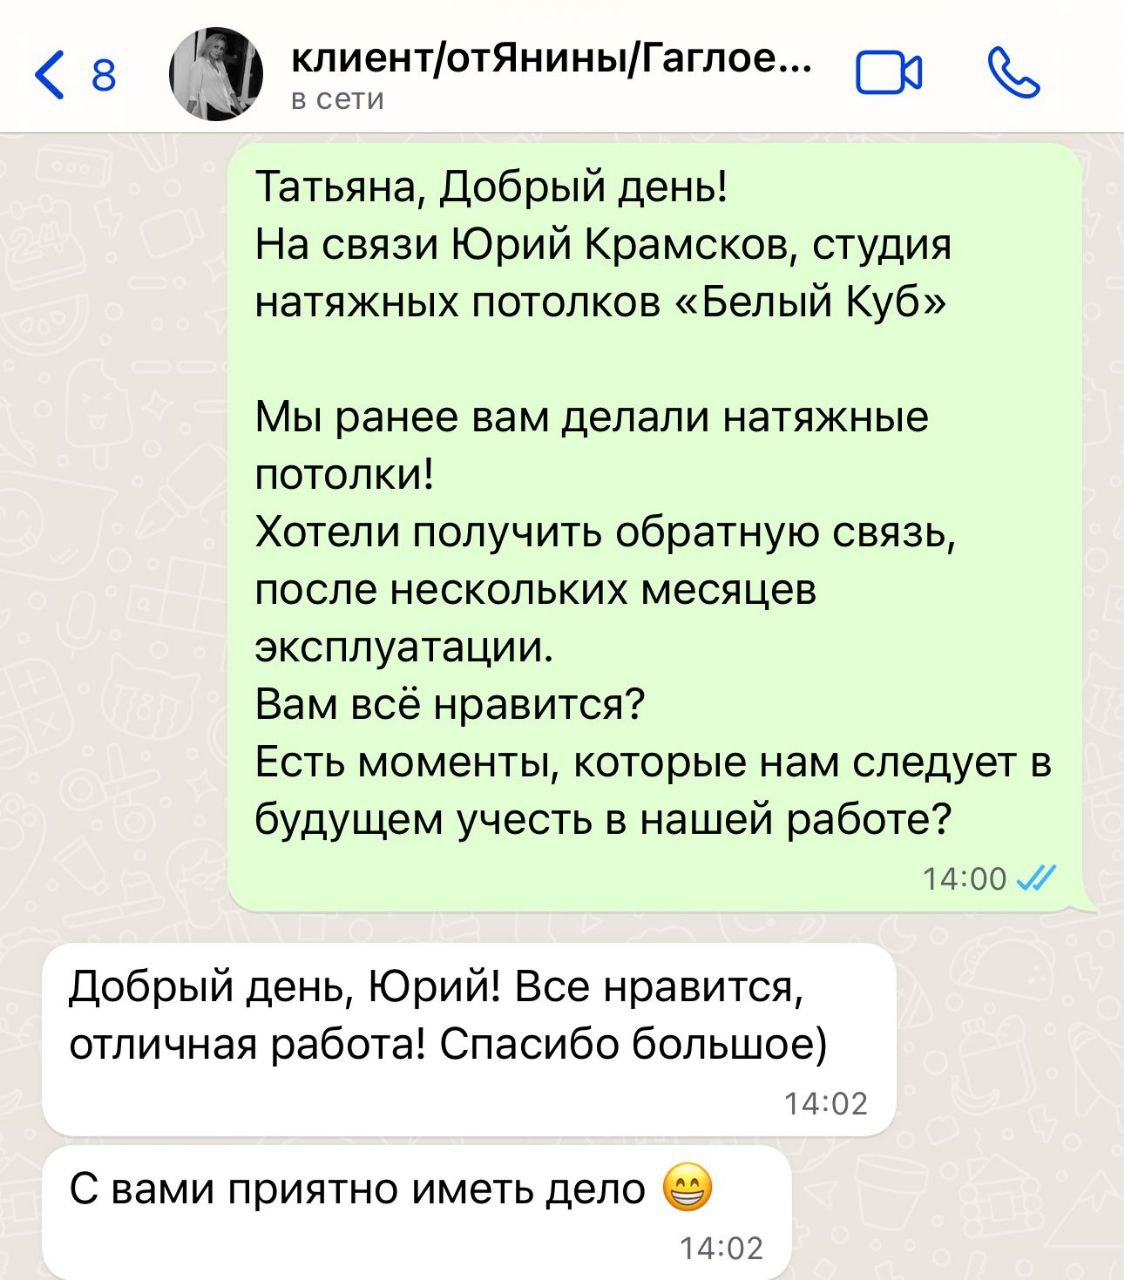 8
клиент/отЯнины/Гаглое...
в сети
Татьяна, Добрый день!
На связи Юрий Крамсков, студия
натяжных потолков «Белый Куб»
Мы ранее вам делали натяжные
потолки!
Хотели получить обратную связь,
после нескольких месяцев
эксплуатации.
Вам всё нравится?
Есть моменты, которые нам следует в
будущем учесть в нашей работе?
14:00
Добрый день, Юрий! Все нравится,
отличная работа! Спасибо большое)
14:02
С вами приятно иметь дело 😁
14:02